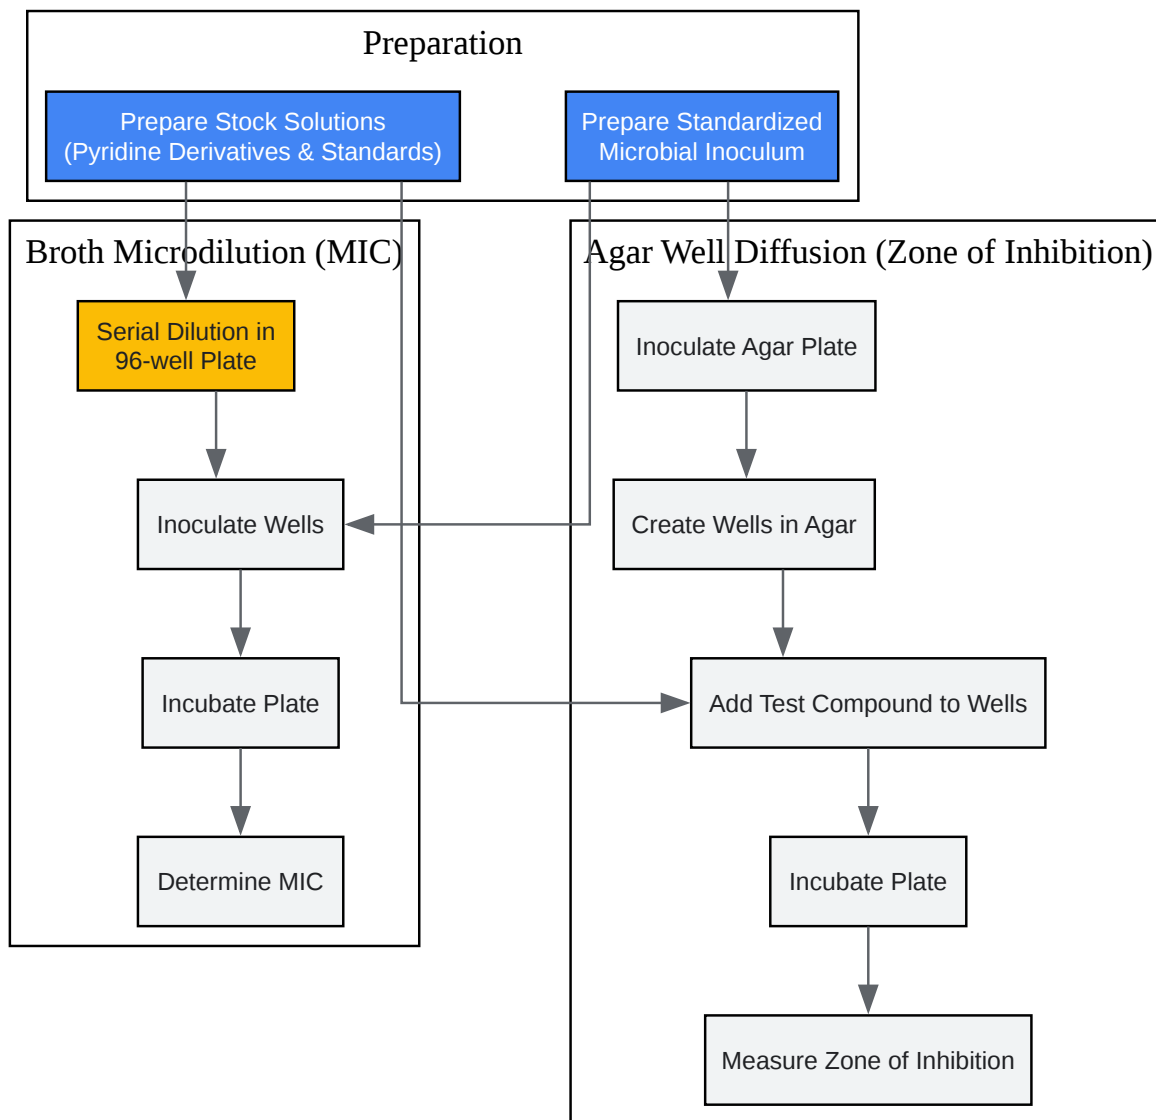 Preparation
Prepare Stock Solutions
(Pyridine Derivatives & Standards)
Prepare Standardized
Microbial Inoculum
Broth Microdilution (MIC)
Serial Dilution in
96-well Plate
Inoculate Wells
Incubate Plate
Determine MIC
Agar Well Diffusion (Zone of Inhibition)
Inoculate Agar Plate
Create Wells in Agar
Add Test Compound to Wells
Incubate Plate
Measure Zone of Inhibition